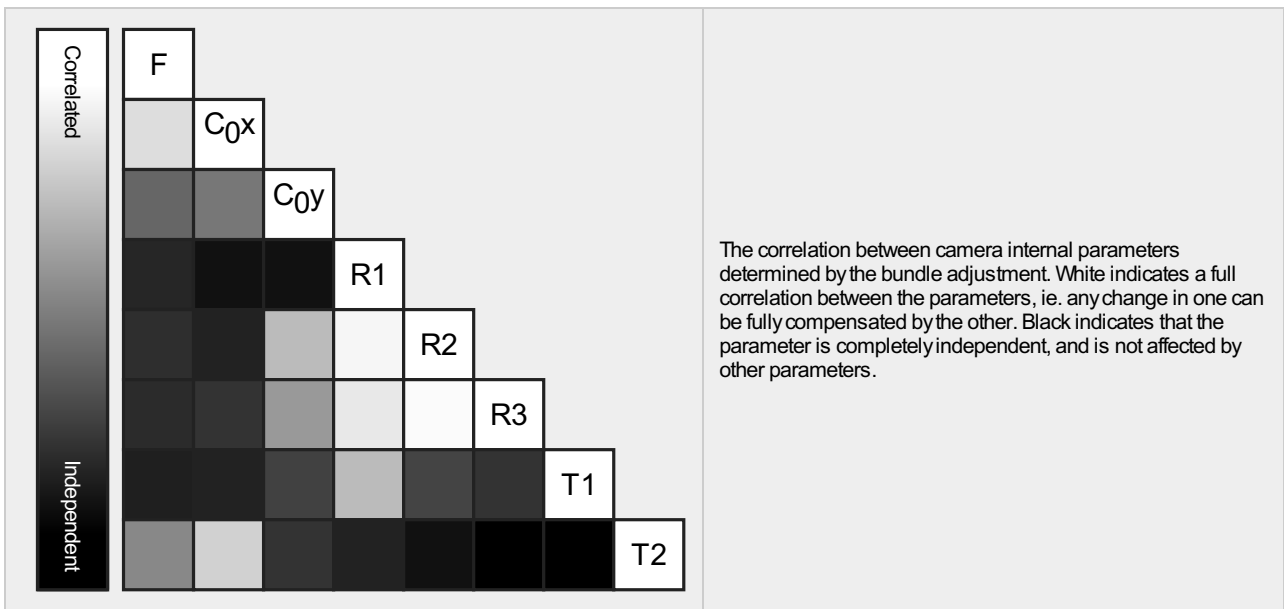 Correlated
Independent
F
C0x
C0y
R1
R2
R3
T1
T2
The correlation between camera internal parameters
determined by the bundle adjustment. White indicates a full
correlation between the parameters, ie. any change in one can
be fully compensated by the other. Black indicates that the
parameter is completely independent, and is not affected by
other parameters.